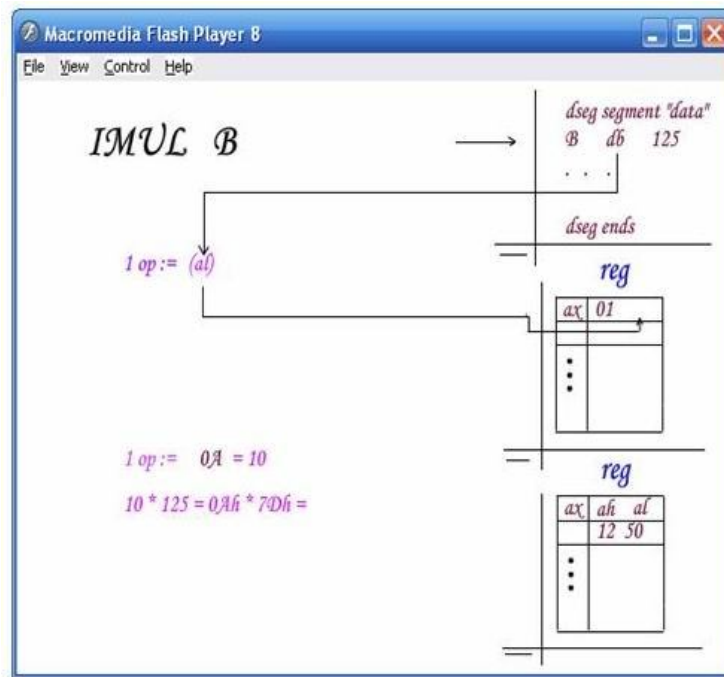 Macromedia Flash Player 8
File View Control Help
IMUL B
dseg segment "data"
B db 125
. . .
dseg ends
1 op := (al)
reg
ax 01
1 op := 0A = 10
10 * 125 = 0Ah * 7Dh =
reg
ax ah al
12 50